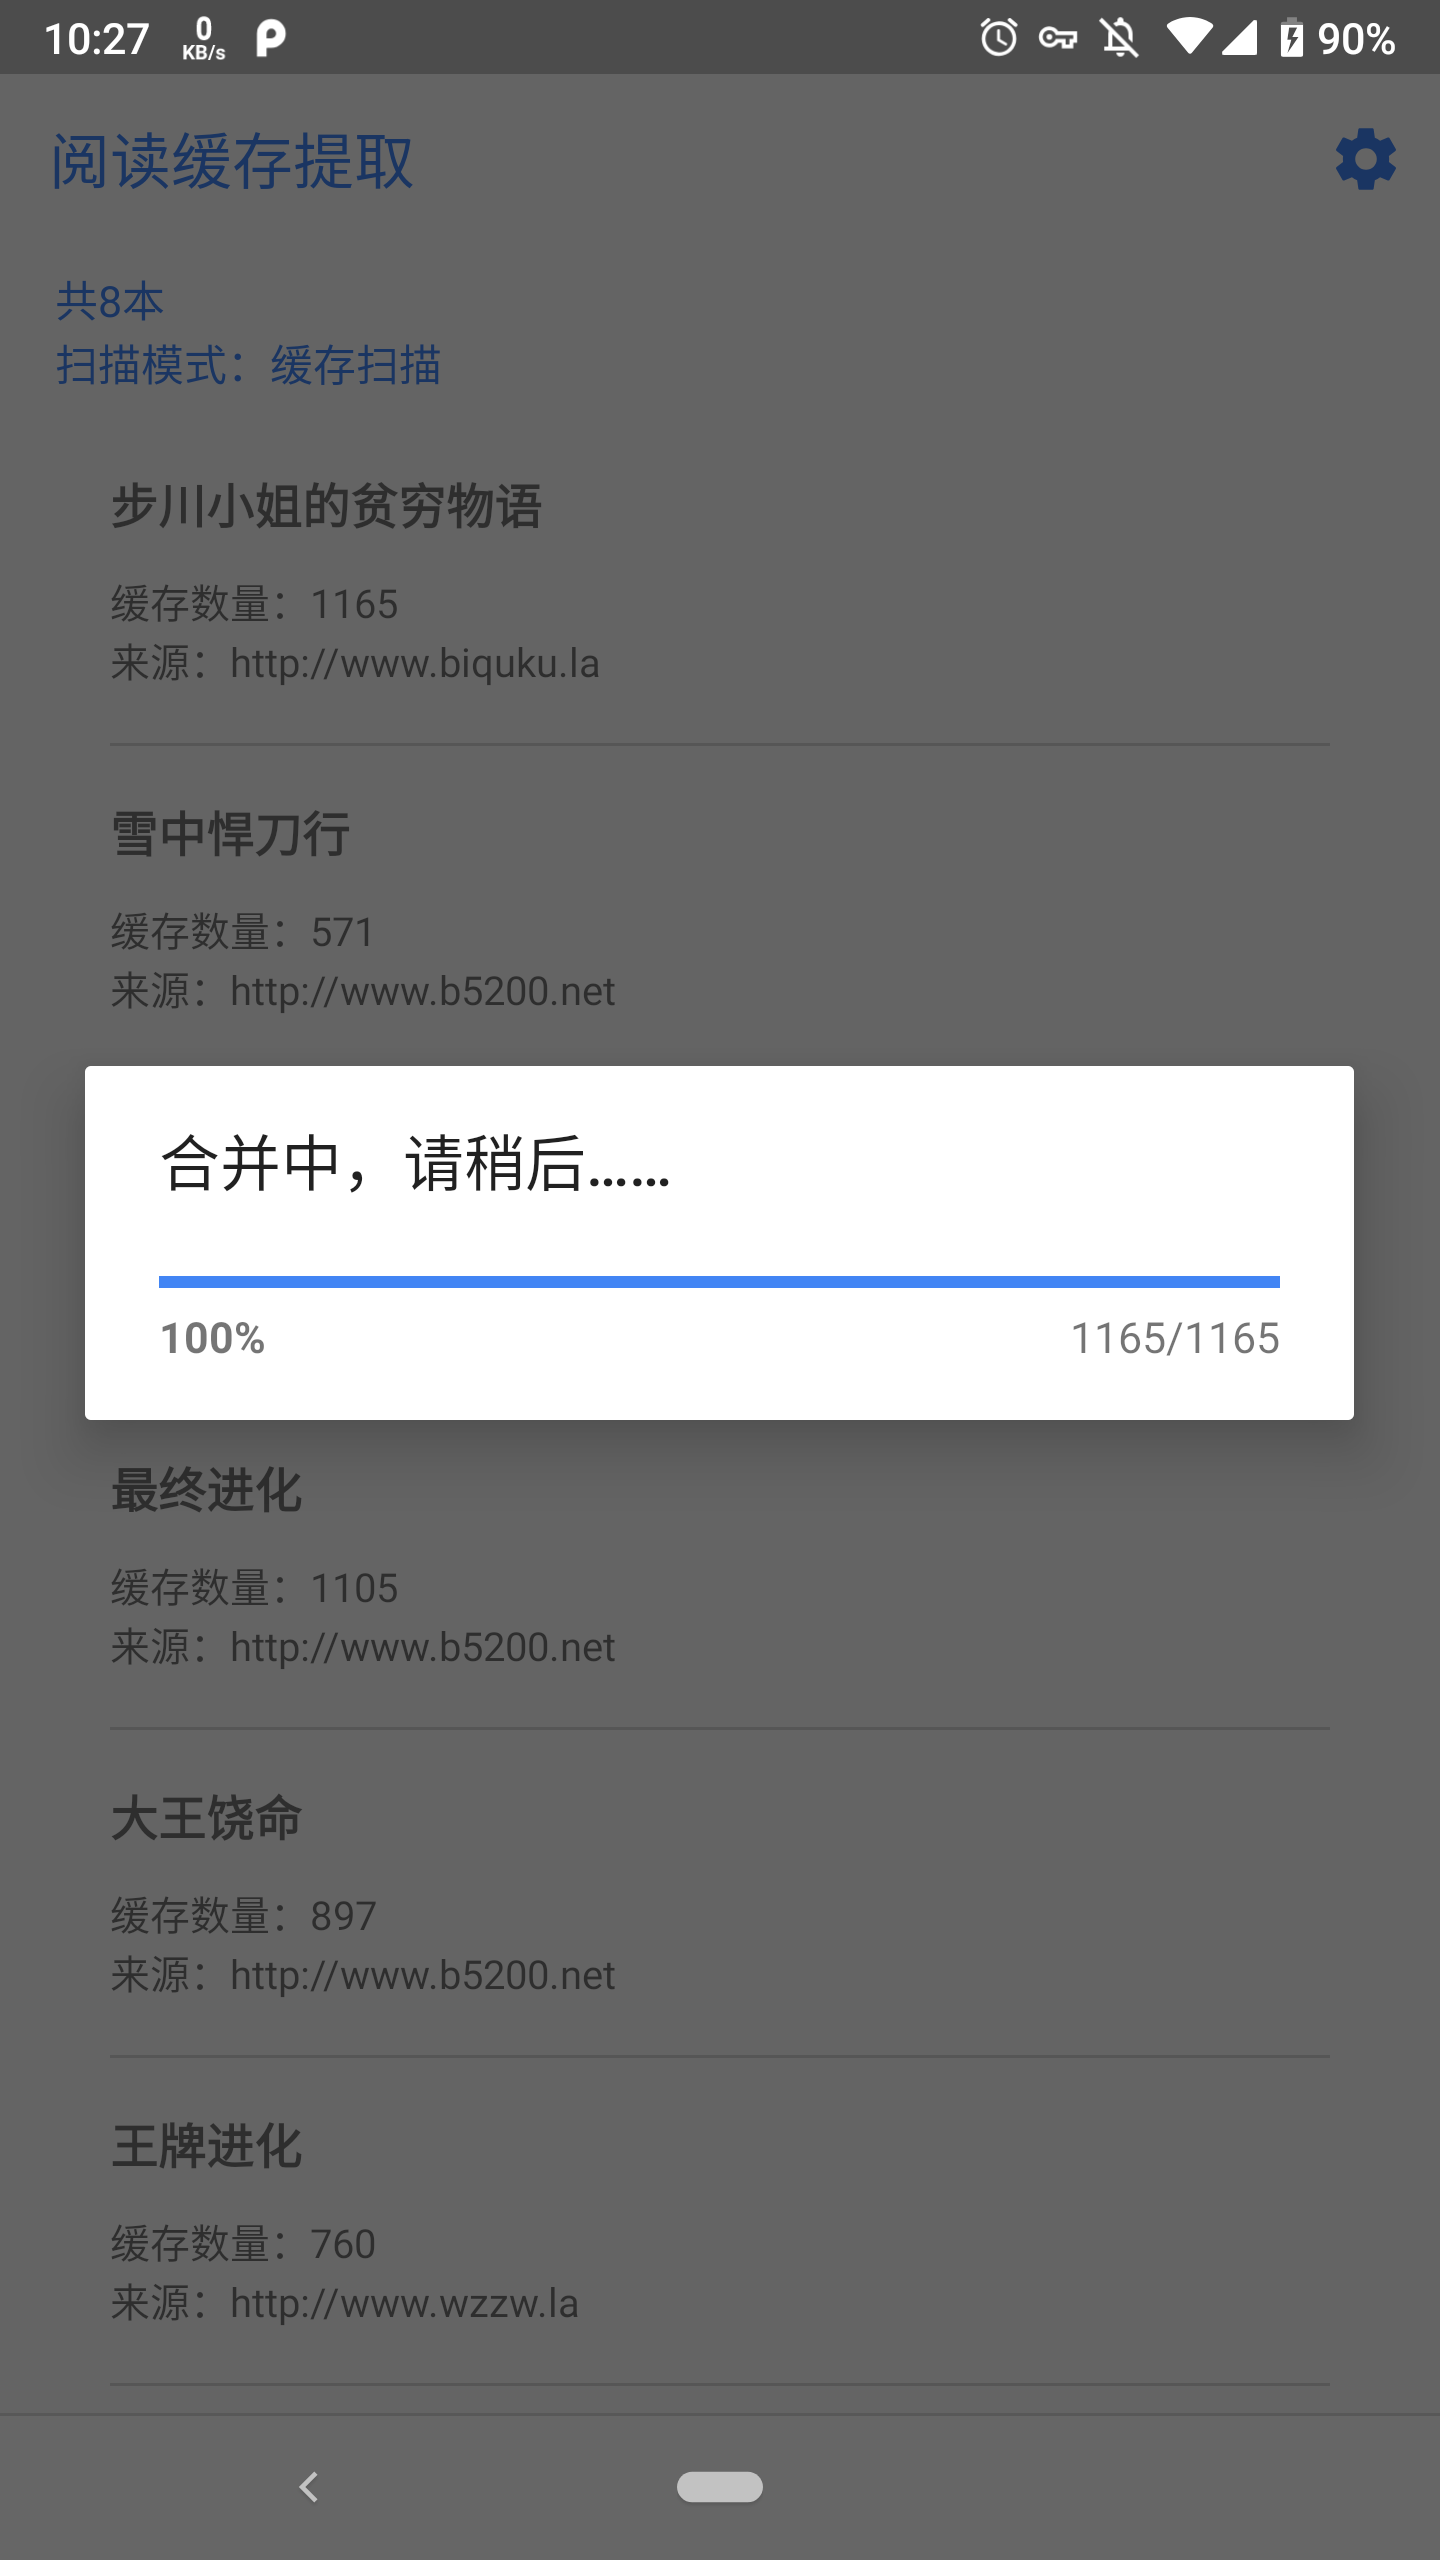 10:27
0
KB/s
90%
阅读缓存提取
共8本
扫描模式：缓存扫描
步川小姐的贫穷物语
缓存数量：1165
来源：http://www.biquku.la
雪中悍刀行
缓存数量：571
来源：http://www.b5200.net
合并中，请稍后……
100%
1165/1165
最终进化
缓存数量：1105
来源：http://www.b5200.net
大王饶命
缓存数量：897
来源：http://www.b5200.net
王牌进化
缓存数量：760
来源：http://www.wzzw.la